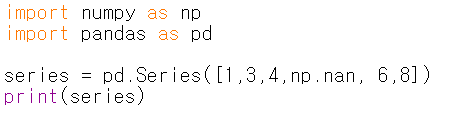 import numpy as np
import pandas as pd
series = pd.Series([1,3,4,np.nan, 6,8])
print(series)